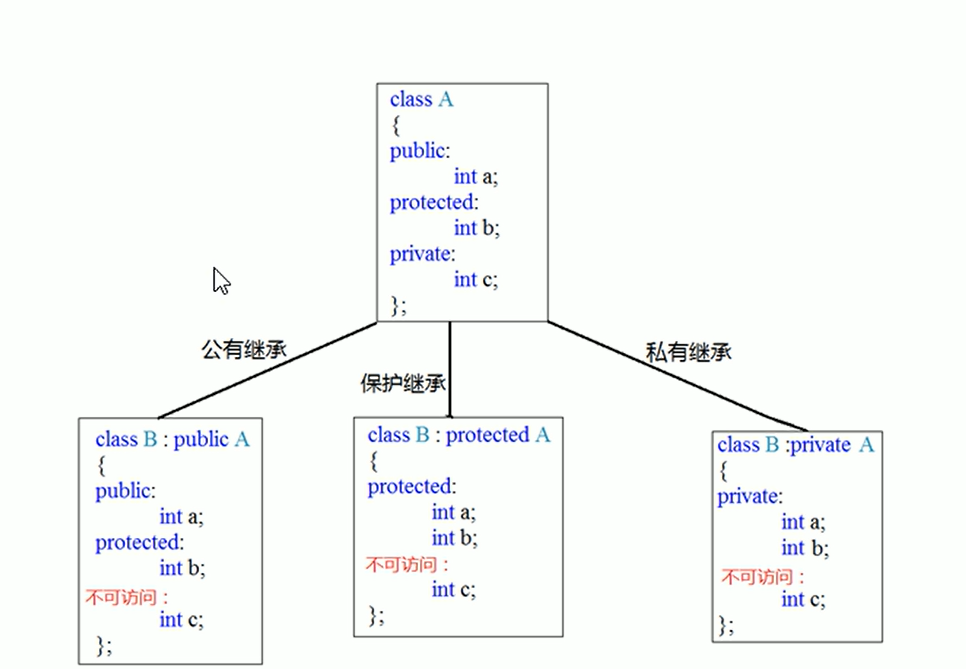 class A
{
public:
int a;
protected:
int b;
private:
int c;
};
公有继承
保护继承
私有继承
class B : public A
{
public:
int a;
protected:
int b;
不可访问：
int c;
};
class B : protected A
{
protected:
int a;
int b;
不可访问：
int c;
};
class B :private A
{
private:
int a;
int b;
不可访问：
int c;
};